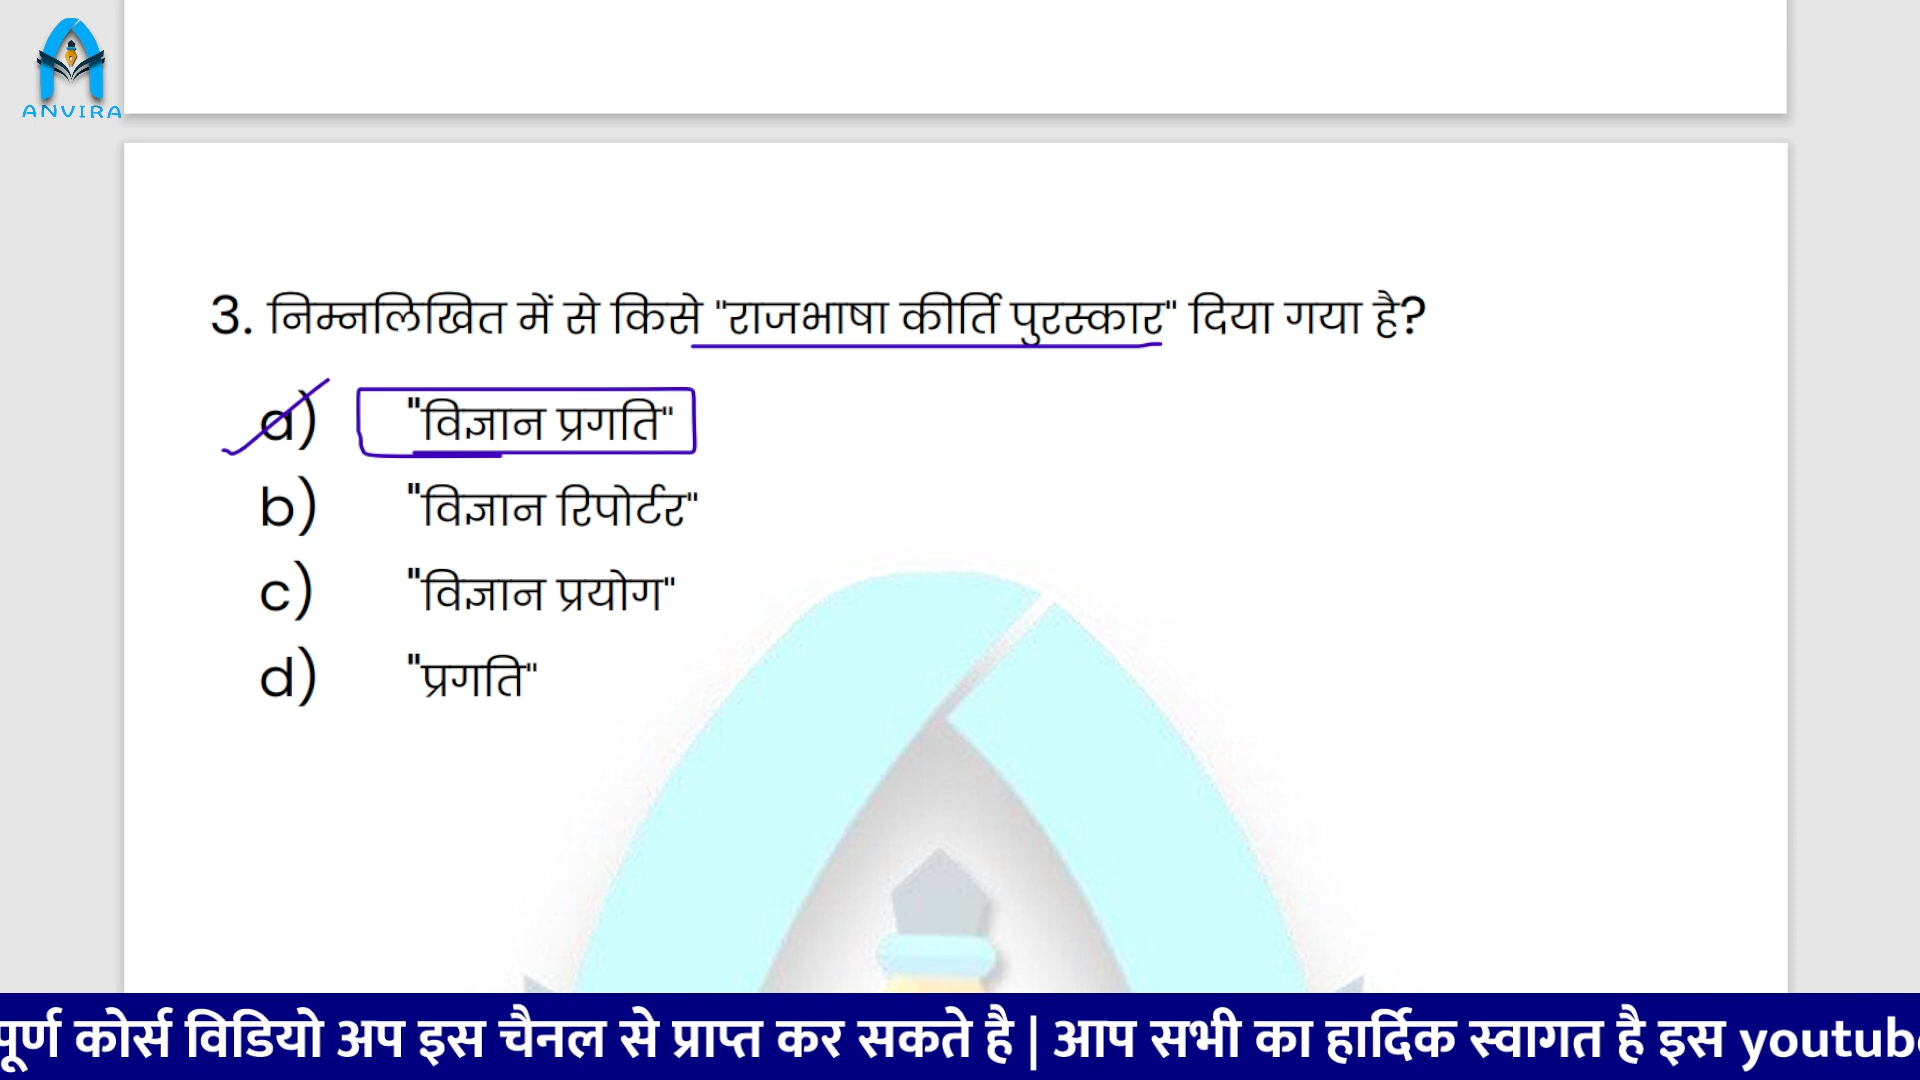 ANVIRA
3. निम्नलिखित में से किसे "राजभाषा कीर्ति पुरस्कार" दिया गया है?
a) "विज्ञान प्रगति"
b) "विज्ञान रिपोर्टर"
c) "विज्ञान प्रयोग"
d) "प्रगति"
कोर्स विडियो अप इस चैनल से प्राप्त कर सकते है | आप सभी का हार्दिक स्वागत है इस